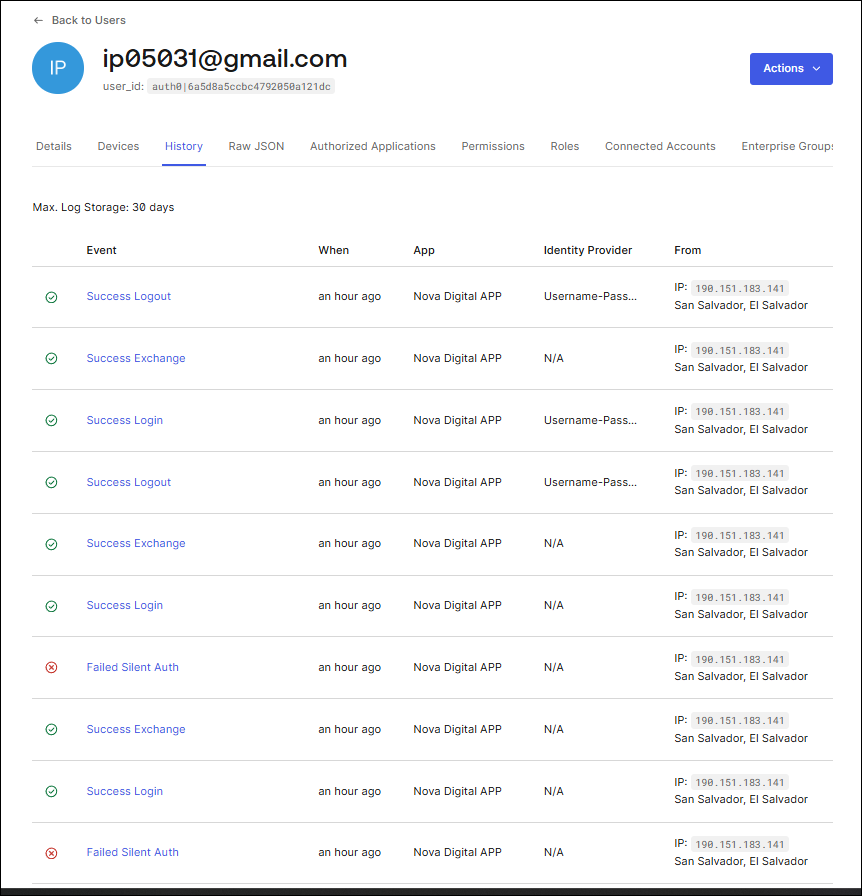 ← Back to Users
IP
ip05031@gmail.com
user_id: auth0|6a5d8a5ccbc4792050a121dc
Actions
Details Devices History Raw JSON Authorized Applications Permissions Roles Connected Accounts Enterprise Groups
Max. Log Storage: 30 days
Event When App Identity Provider From
Success Logout an hour ago Nova Digital APP Username-Pass... IP: 190.151.183.141
San Salvador, El Salvador
Success Exchange an hour ago Nova Digital APP N/A IP: 190.151.183.141
San Salvador, El Salvador
Success Login an hour ago Nova Digital APP Username-Pass... IP: 190.151.183.141
San Salvador, El Salvador
Success Logout an hour ago Nova Digital APP Username-Pass... IP: 190.151.183.141
San Salvador, El Salvador
Success Exchange an hour ago Nova Digital APP N/A IP: 190.151.183.141
San Salvador, El Salvador
Success Login an hour ago Nova Digital APP N/A IP: 190.151.183.141
San Salvador, El Salvador
Failed Silent Auth an hour ago Nova Digital APP N/A IP: 190.151.183.141
San Salvador, El Salvador
Success Exchange an hour ago Nova Digital APP N/A IP: 190.151.183.141
San Salvador, El Salvador
Success Login an hour ago Nova Digital APP N/A IP: 190.151.183.141
San Salvador, El Salvador
Failed Silent Auth an hour ago Nova Digital APP N/A IP: 190.151.183.141
San Salvador, El Salvador